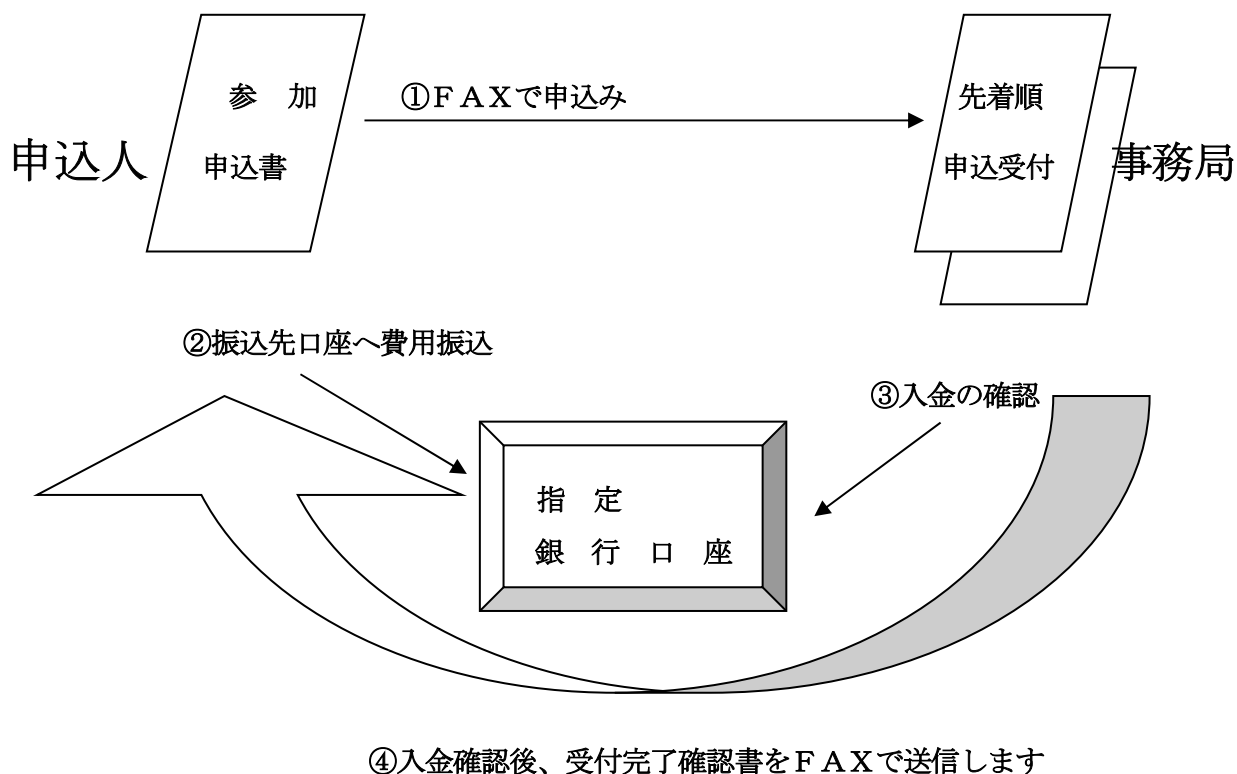 参　加
①ＦＡＸで申込み
先着順
申込人
申込書
申込受付
事務局
②振込先口座へ費用振込
③入金の確認
指　定
銀　行　口　座
④入金確認後、受付完了確認書をＦＡＸで送信します